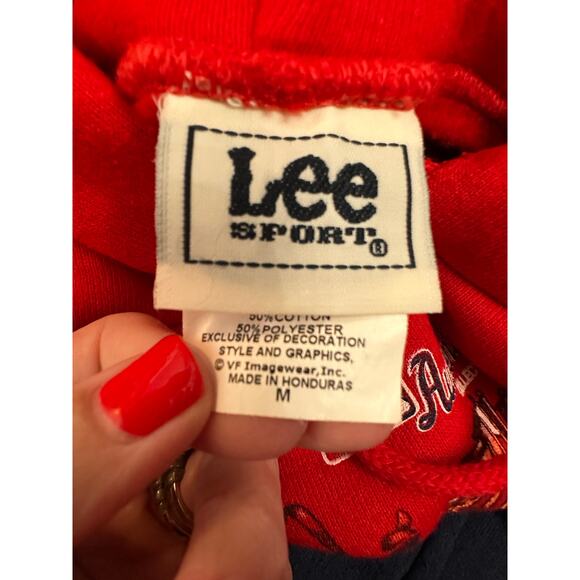 Lee
SPORT®
50% COTTON
50% POLYESTER
EXCLUSIVE OF DECORATION
STYLE AND GRAPHICS,
© VF Imagewear, Inc.
MADE IN HONDURAS
M